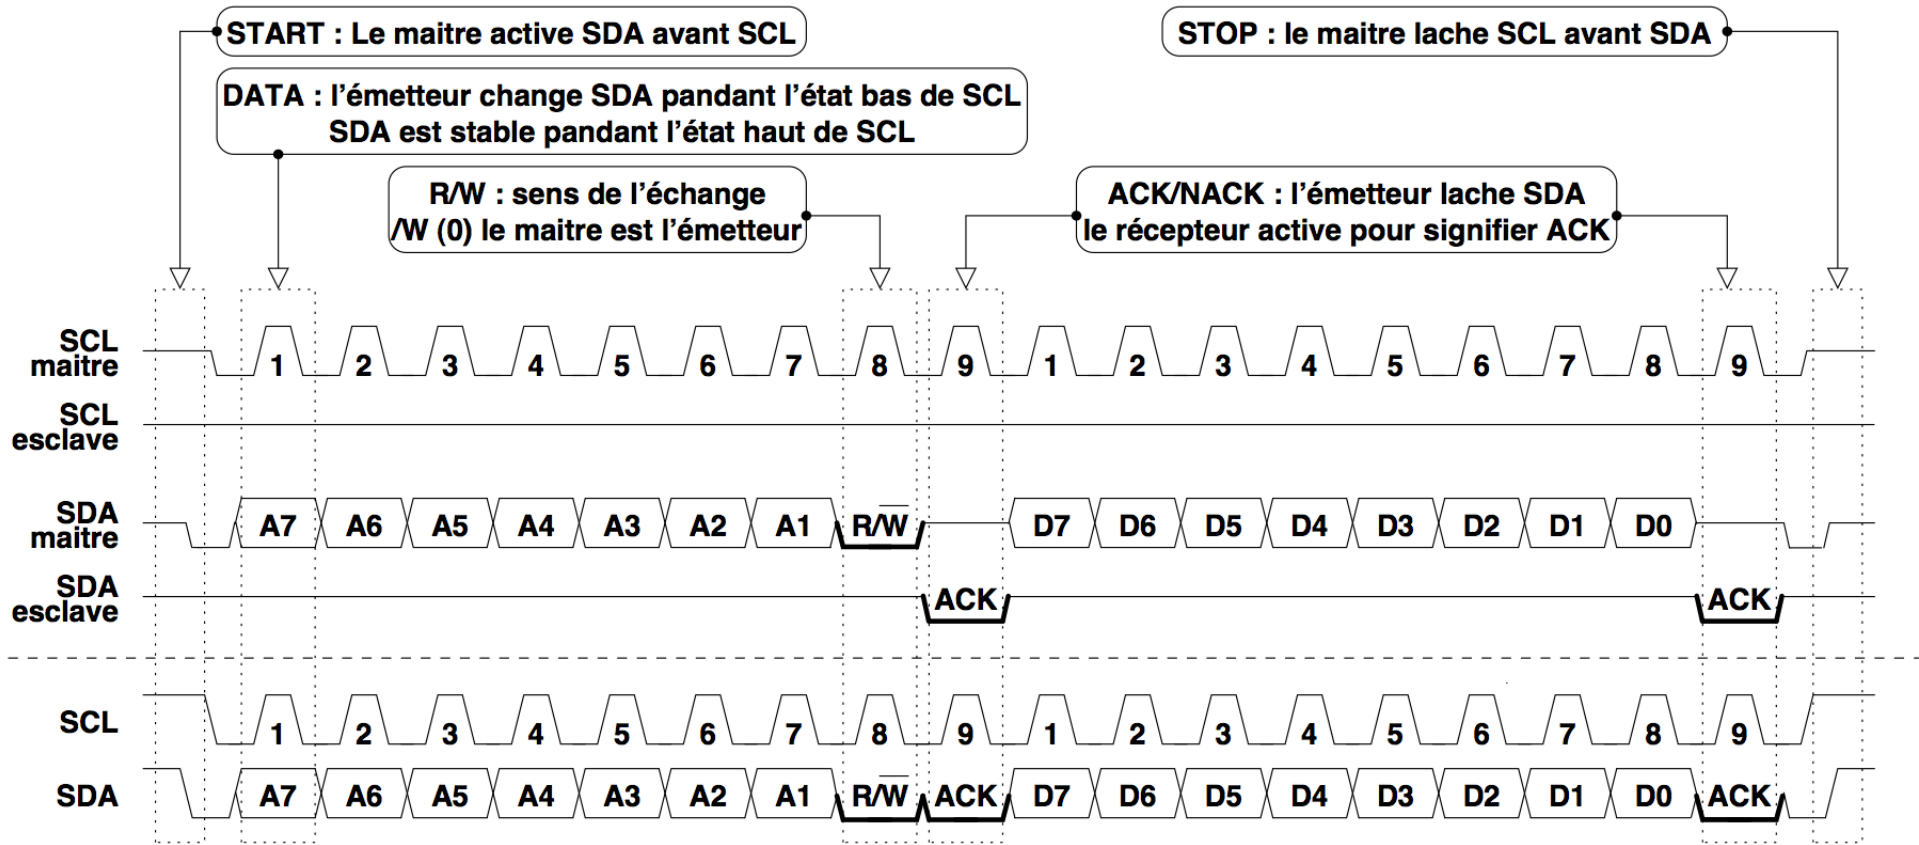 START : Le maitre active SDA avant SCL
STOP : le maitre lache SCL avant SDA
DATA : l’émetteur change SDA pandant l’état bas de SCL
SDA est stable pandant l’état haut de SCL
R/W : sens de l’échange
/W (0) le maitre est l’émetteur
ACK/NACK : l’émetteur lache SDA
le récepteur active pour signifier ACK
SCL
maitre
1 2 3 4 5 6 7 8 9 1 2 3 4 5 6 7 8 9
SCL
esclave
SDA
maitre
A7 A6 A5 A4 A3 A2 A1 R/W̅ D7 D6 D5 D4 D3 D2 D1 D0
SDA
esclave
ACK ACK
SCL 1 2 3 4 5 6 7 8 9 1 2 3 4 5 6 7 8 9
SDA A7 A6 A5 A4 A3 A2 A1 R/W̅ ACK D7 D6 D5 D4 D3 D2 D1 D0 ACK